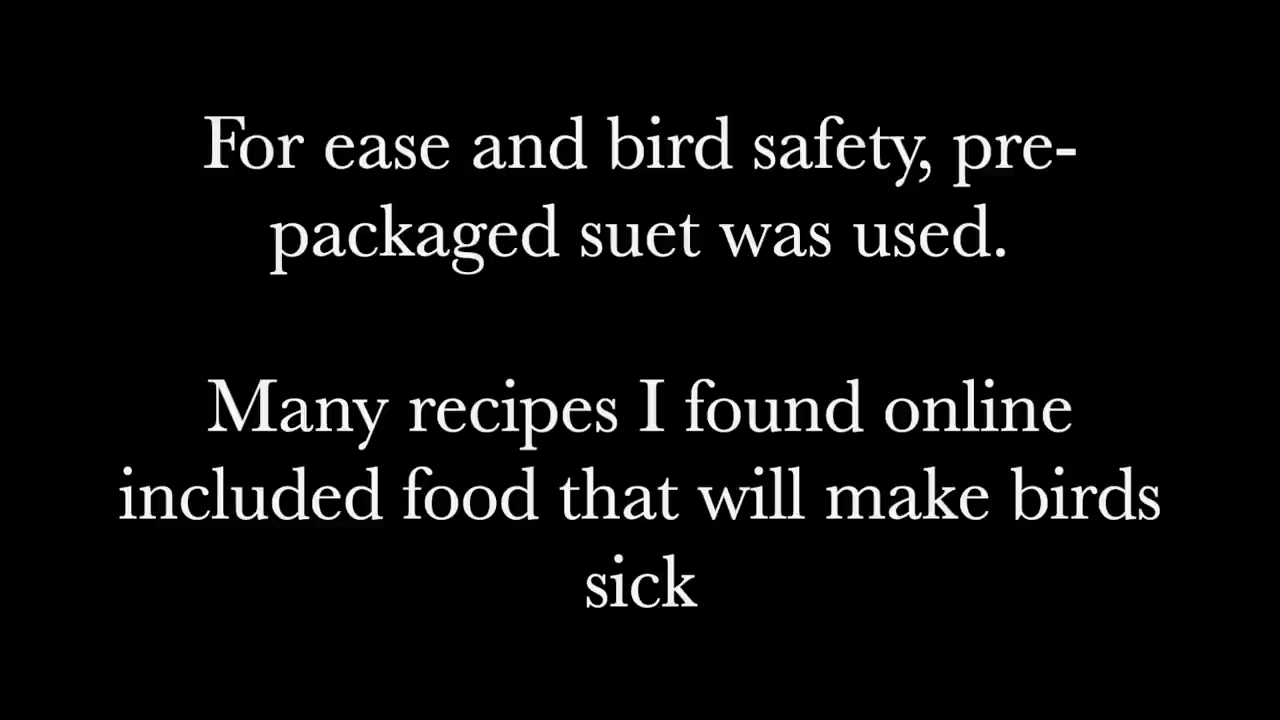 For ease and bird safety, pre-
packaged suet was used.
Many recipes I found online
included food that will make birds
sick